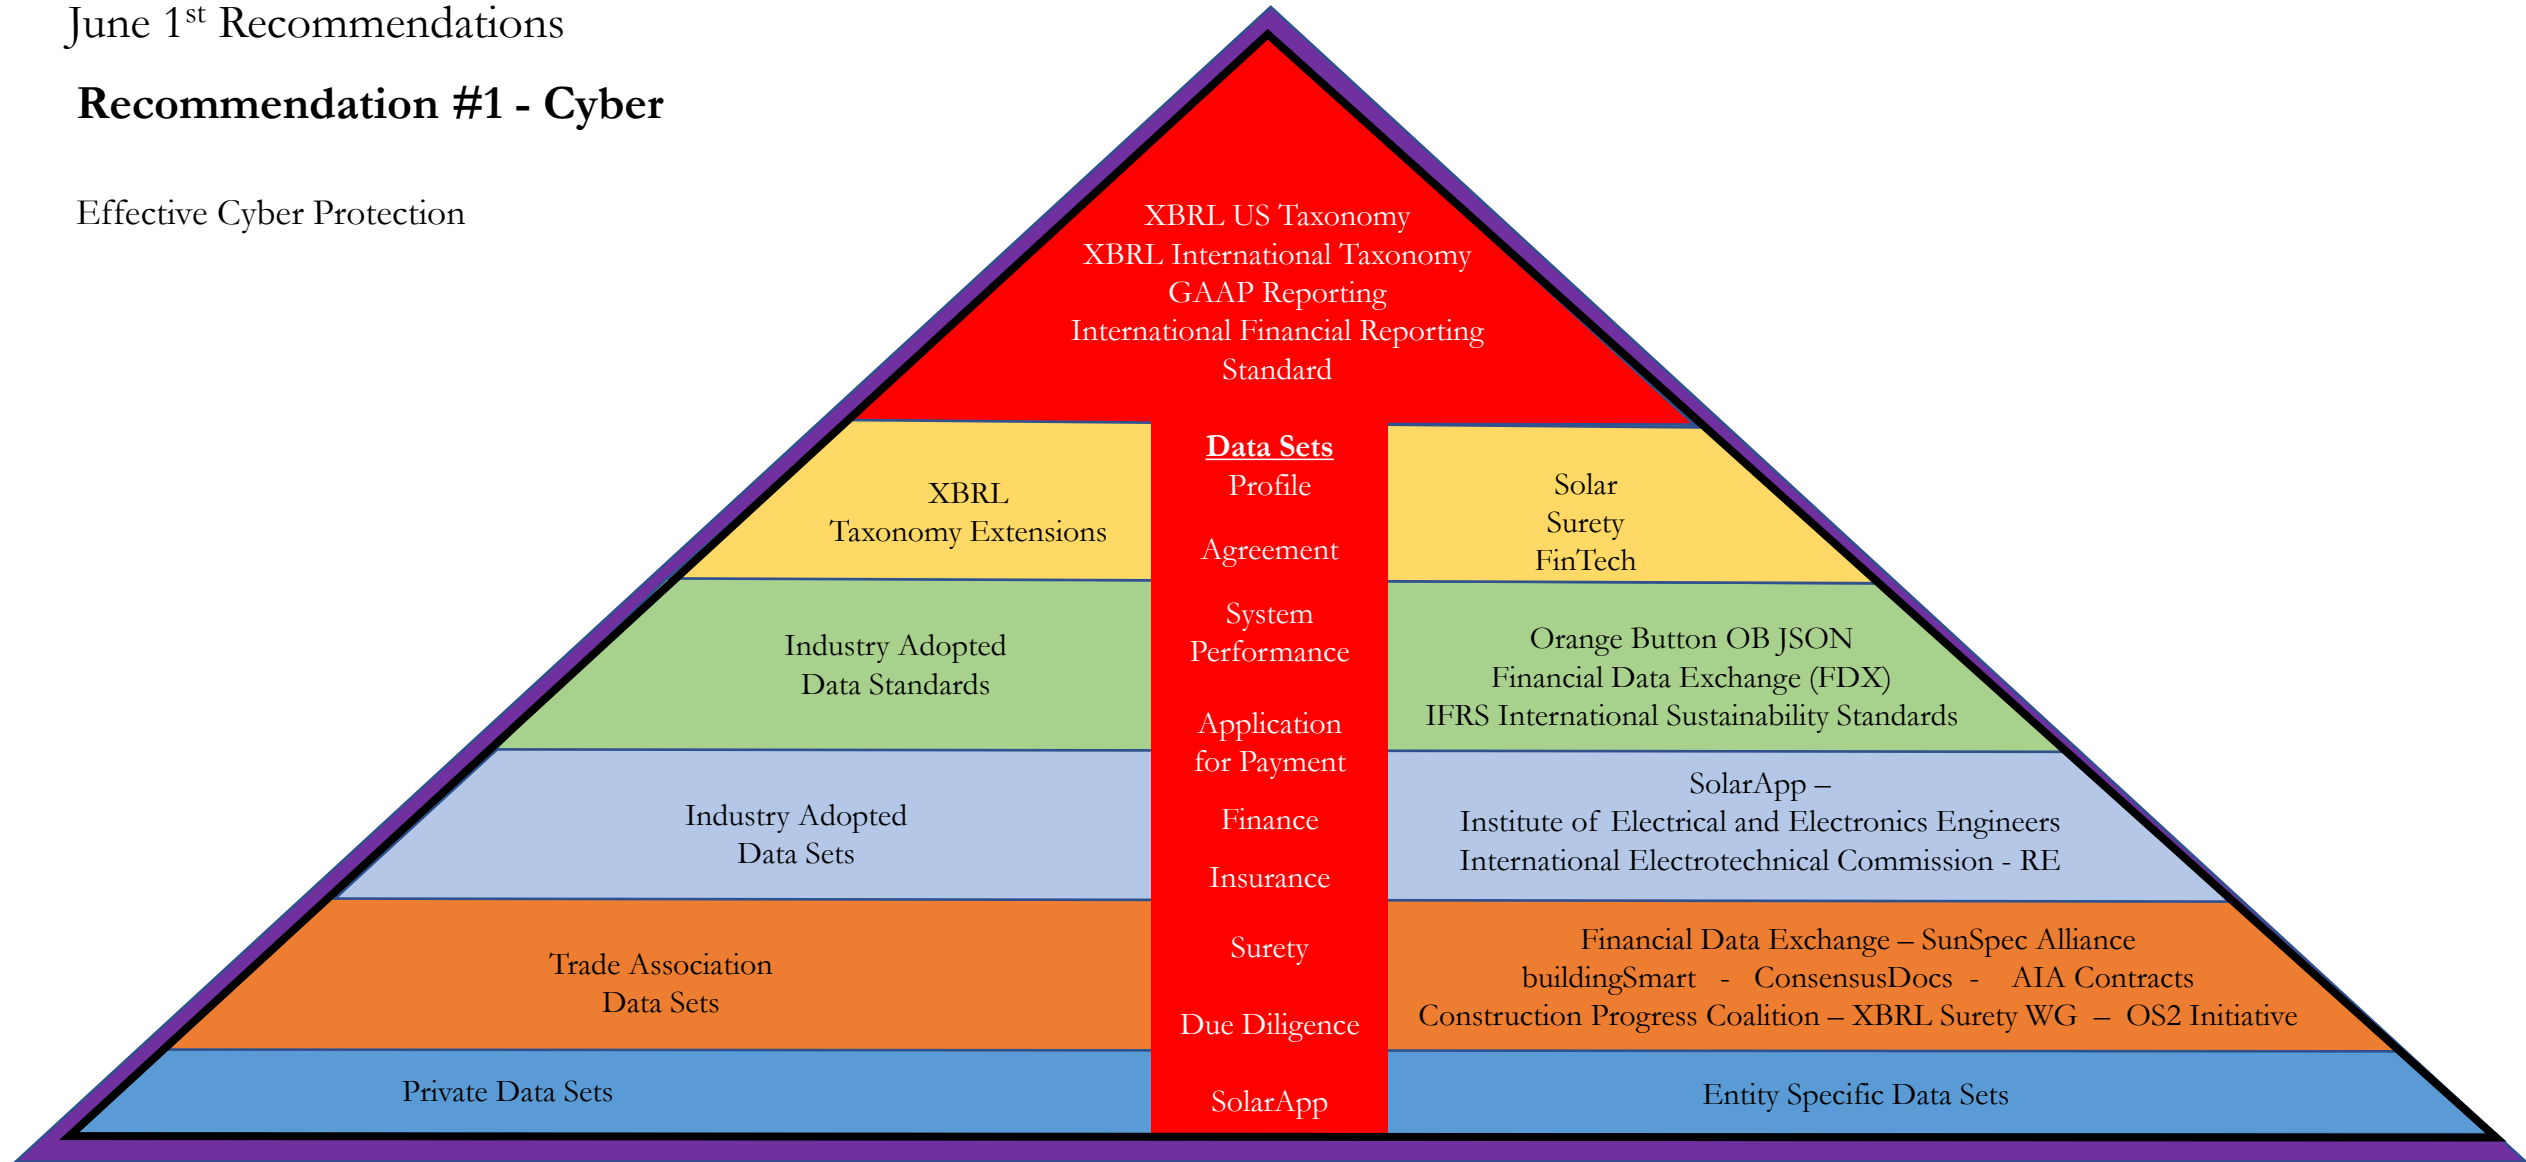 June 1st Recommendations
Recommendation #1 - Cyber
Effective Cyber Protection
XBRL US Taxonomy
XBRL International Taxonomy
GAAP Reporting
International Financial Reporting
Standard
Data Sets
Profile
Agreement
System
Performance
Application
for Payment
Finance
Insurance
Surety
Due Diligence
SolarApp
XBRL
Taxonomy Extensions
Solar
Surety
FinTech
Industry Adopted
Data Standards
Orange Button OB JSON
Financial Data Exchange (FDX)
IFRS International Sustainability Standards
Industry Adopted
Data Sets
SolarApp –
Institute of Electrical and Electronics Engineers
International Electrotechnical Commission - RE
Trade Association
Data Sets
Financial Data Exchange – SunSpec Alliance
buildingSmart - ConsensusDocs - AIA Contracts
Construction Progress Coalition – XBRL Surety WG – OS2 Initiative
Private Data Sets
Entity Specific Data Sets